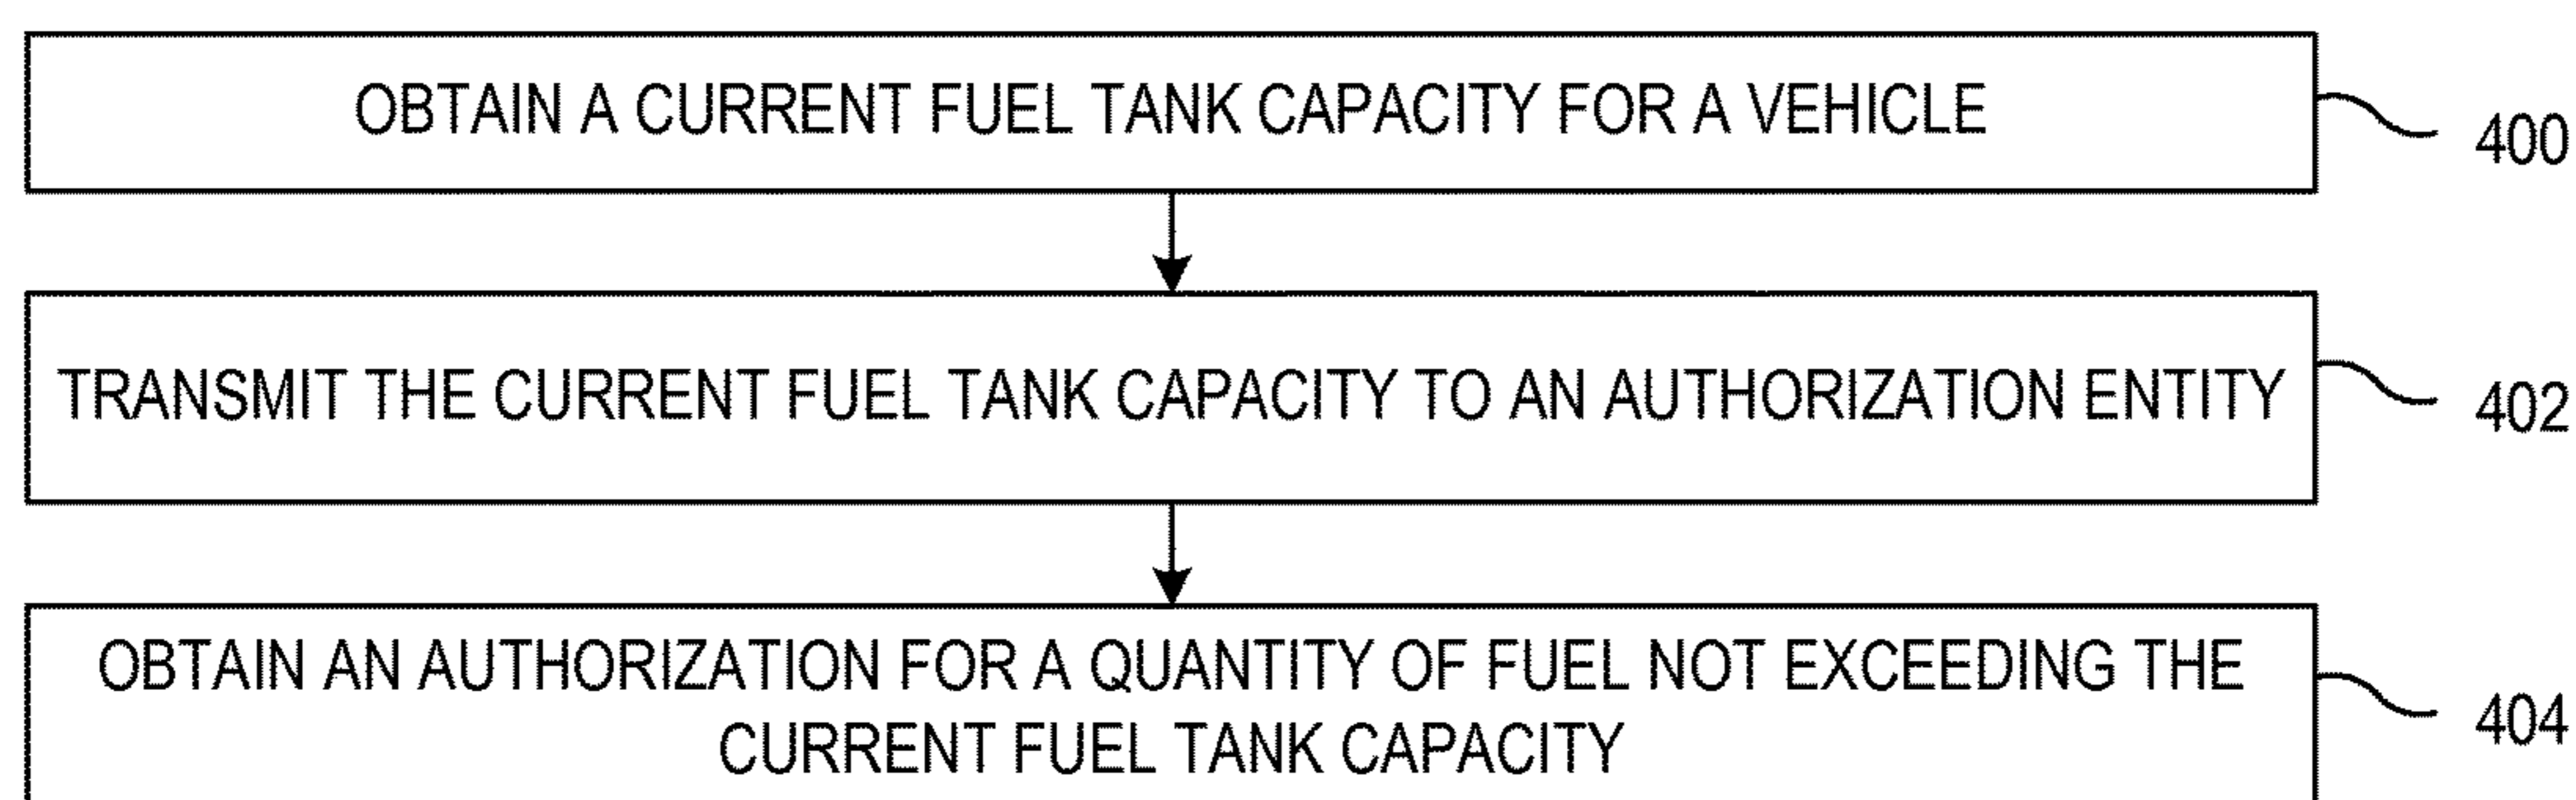 OBTAIN A CURRENT FUEL TANK CAPACITY FOR A VEHICLE
400
TRANSMIT THE CURRENT FUEL TANK CAPACITY TO AN AUTHORIZATION ENTITY
402
OBTAIN AN AUTHORIZATION FOR A QUANTITY OF FUEL NOT EXCEEDING THE
CURRENT FUEL TANK CAPACITY
404